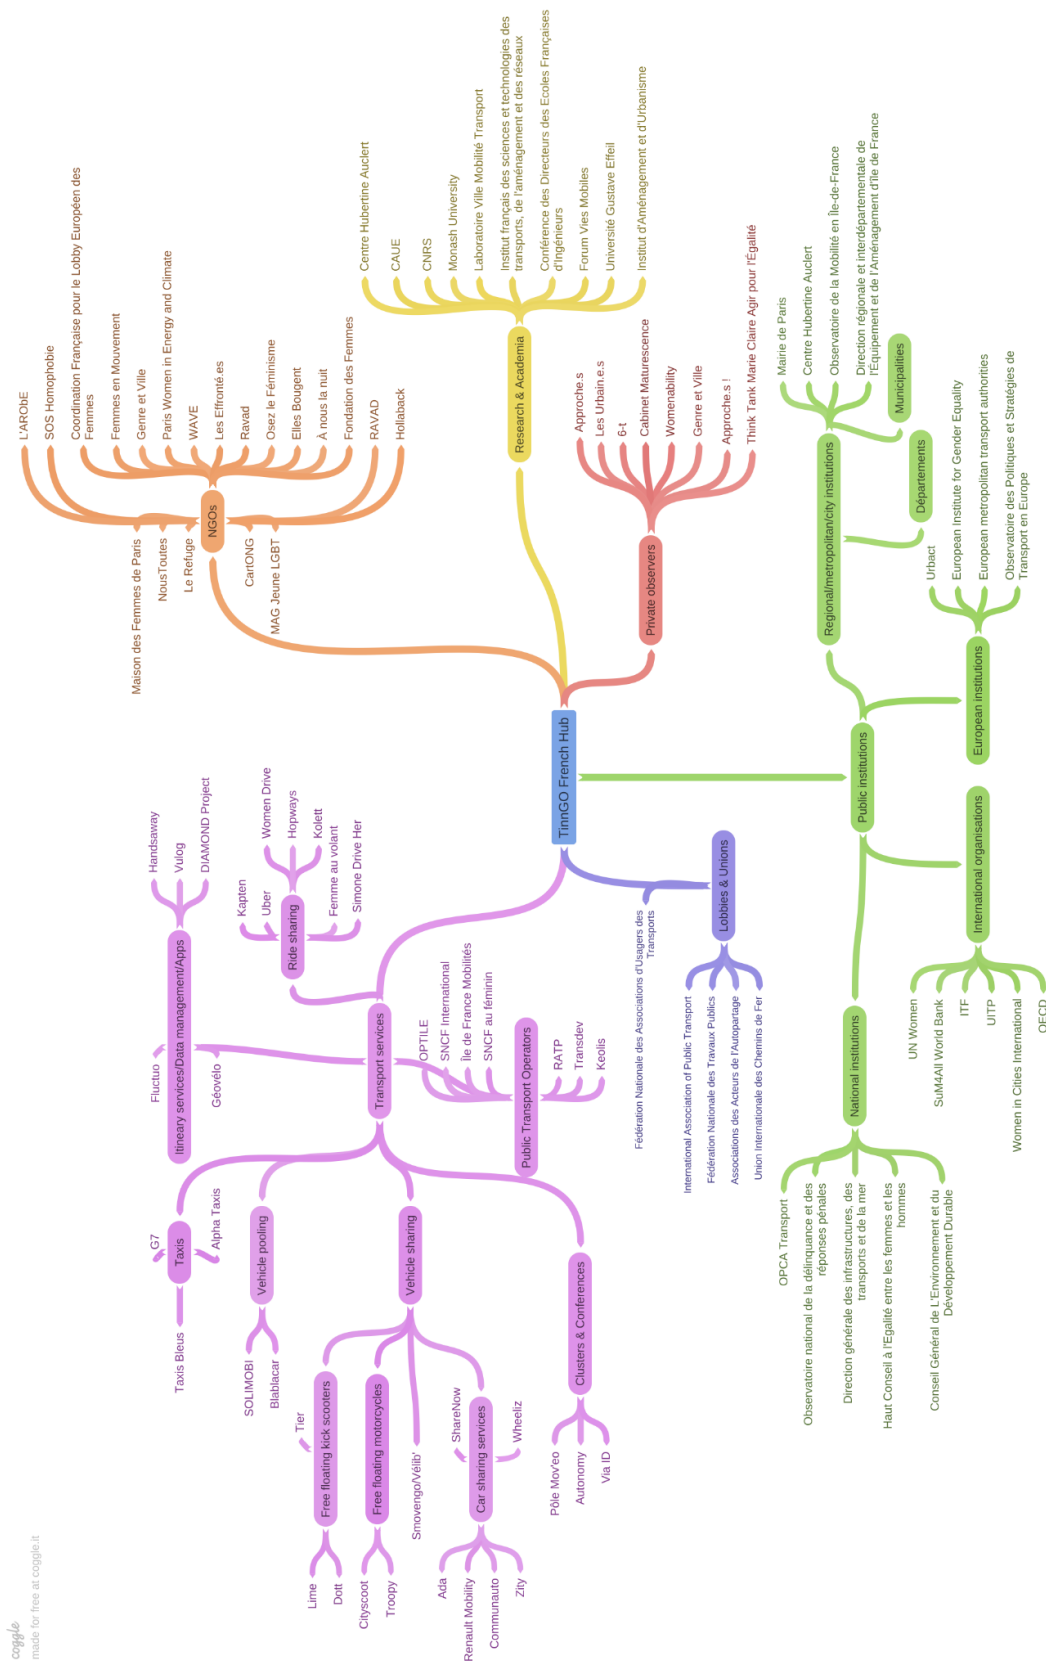 coggle
made for free at coggle.it
TinnGO French Hub
NGOs
L'ARObE
SOS Homophobie
Coordination Française pour le Lobby Européen des
Femmes
Femmes en Mouvement
Genre et Ville
Paris Women in Energy and Climate
WAVE
Les Effronté.es
Ravad
Osez le Féminisme
Elles Bougent
À nous la nuit
Fondation des Femmes
RAVAD
Hollaback
Maison des Femmes de Paris
NousToutes
Le Refuge
CartONG
MAG Jeune LGBT
Research & Academia
Centre Hubertine Auclert
CAUE
CNRS
Monash University
Laboratoire Ville Mobilité Transport
Institut français des sciences et technologies des
transports, de l'aménagement et des réseaux
Conférence des Directeurs des Ecoles Françaises
d'Ingénieurs
Forum Vies Mobiles
Université Gustave Effeil
Institut d'Aménagement et d'Urbanisme
Private observers
Approche.s
Les Urbain.e.s
6-t
Cabinet Maturescence
Womenability
Genre et Ville
Approche.s !
Think Tank Marie Claire Agir pour l'Égalité
Public institutions
Regional/metropolitan/city institutions
Mairie de Paris
Centre Hubertine Auclert
Observatoire de la Mobilité en Île-de-France
Direction régionale et interdépartementale de
l'Équipement et de l'Aménagement d'île de France
Municipalities
Départements
European institutions
Urbact
European Institute for Gender Equality
European metropolitan transport authorities
Observatoire des Politiques et Stratégies de
Transport en Europe
International organisations
UN Women
SuM4All World Bank
ITF
UITP
Women in Cities International
OECD
National institutions
OPCA Transport
Observatoire national de la délinquance et des
réponses pénales
Direction générale des infrastructures, des
transports et de la mer
Haut Conseil à l'Egalité entre les femmes et les
hommes
Conseil Général de L'Environnement et du
Développement Durable
Lobbies & Unions
Fédération Nationale des Associations d'Usagers des
Transports
International Association of Public Transport
Fédération Nationale des Travaux Publics
Associations des Acteurs de l'Autopartage
Union Internationale des Chemins de Fer
Transport services
Itineary services/Data management/Apps
Handsaway
Vulog
DIAMOND Project
Fluctuo
Géovélo
Ride sharing
Women Drive
Hopways
Kolett
Kapten
Uber
Femme au volant
Simone Drive Her
Public Transport Operators
OPTILE
SNCF International
Île de France Mobilités
SNCF au féminin
RATP
Transdev
Keolis
Taxis
G7
Alpha Taxis
Taxis Bleus
Vehicle pooling
SOLIMOBI
Blablacar
Vehicle sharing
Free floating kick scooters
Tier
Lime
Dott
Free floating motorcycles
Cityscoot
Troopy
Smovengo/Vélib'
Car sharing services
ShareNow
Wheeliz
Ada
Renault Mobility
Communauto
Zity
Clusters & Conferences
Pôle Mov'eo
Autonomy
Via ID